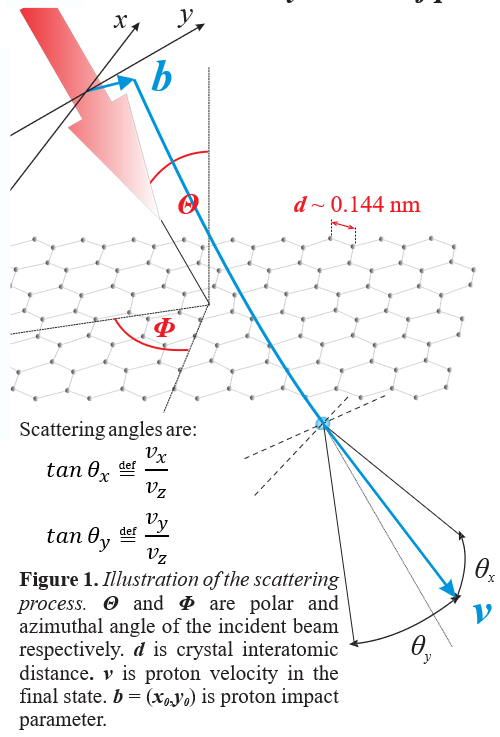 x
y
b
Θ
d ~ 0.144 nm
Φ
Scattering angles are:
tan θx ≝ vx/vz
tan θy ≝ vy/vz
θx
v
θy
Figure 1. Illustration of the scattering
process. Θ and Φ are polar and
azimuthal angle of the incident beam
respectively. d is crystal interatomic
distance. v is proton velocity in the
final state. b = (x0,y0) is proton impact
parameter.